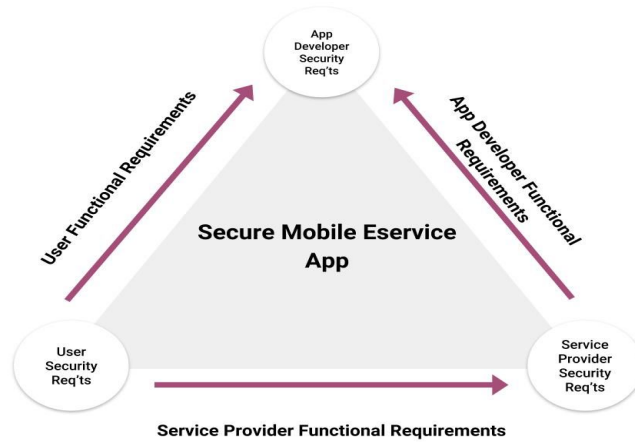 App
Developer
Security
Req'ts
User Functional Requirements
App Developer Functional
Requirements
Secure Mobile Eservice
App
User
Security
Req'ts
Service
Provider
Security
Req'ts
Service Provider Functional Requirements